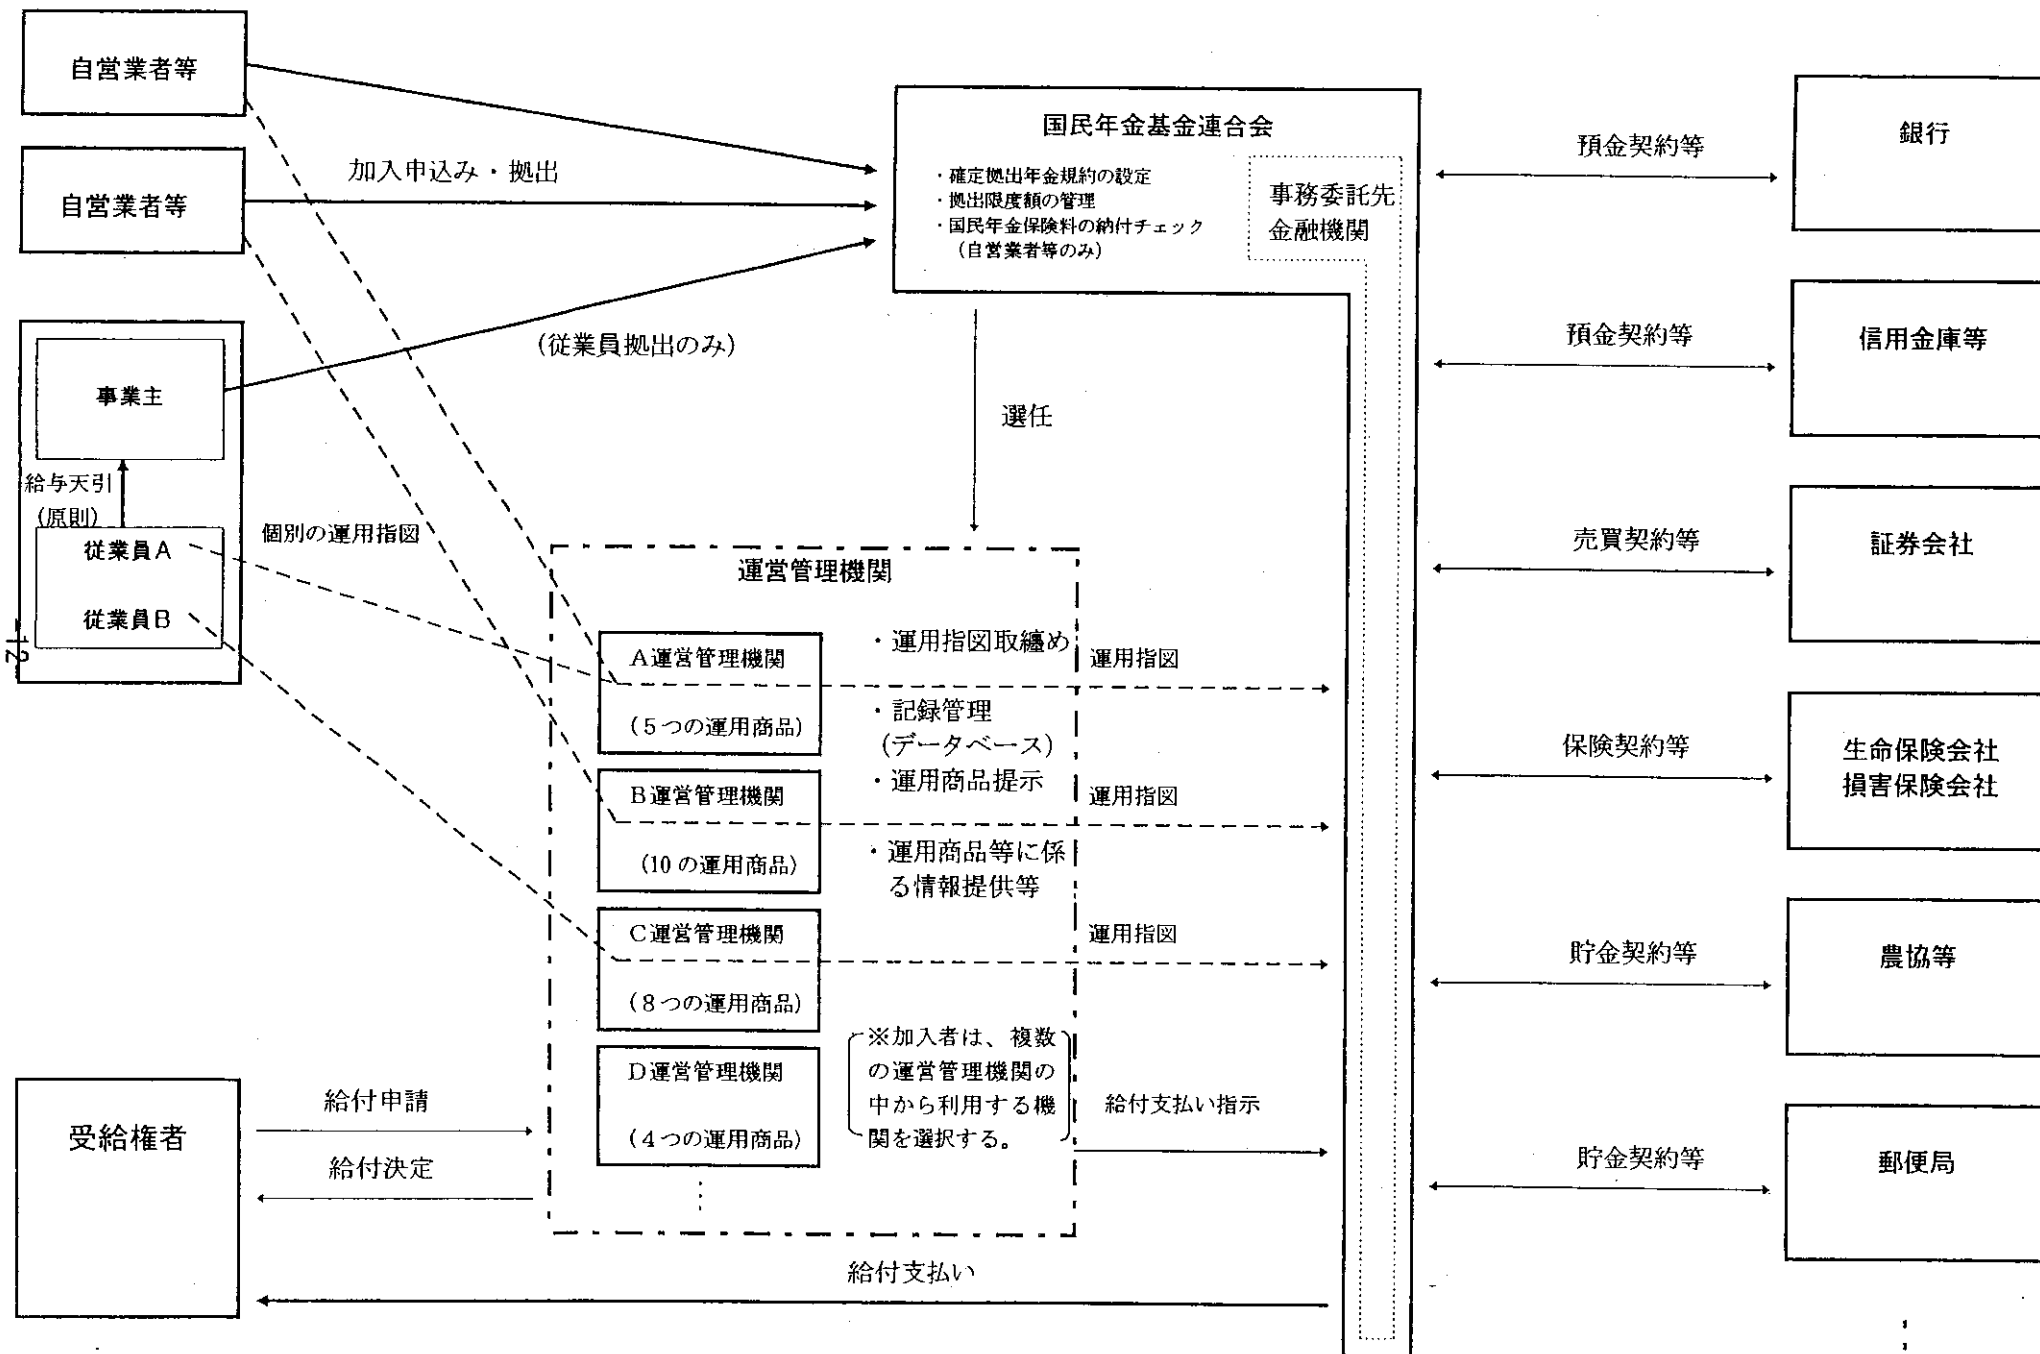 自営業者等
自営業者等
加入申込み・拠出
(従業員拠出のみ)
事業主
給与天引
(原則)
従業員A
従業員B
個別の運用指図
-12
国民年金基金連合会
・確定拠出年金規約の設定
・拠出限度額の管理
・国民年金保険料の納付チェック
(自営業者等のみ)
事務委託先
金融機関
選任
運営管理機関
A運営管理機関
(5つの運用商品)
B運営管理機関
(10の運用商品)
C運営管理機関
(8つの運用商品)
D運営管理機関
(4つの運用商品)
・運用指図取纏め
・記録管理
(データベース)
・運用商品提示
・運用商品等に係
る情報提供等
※加入者は、複数
の運営管理機関の
中から利用する機
関を選択する。
運用指図
運用指図
運用指図
給付支払い指示
受給権者
給付申請
給付決定
給付支払い
預金契約等
銀行
預金契約等
信用金庫等
売買契約等
証券会社
保険契約等
生命保険会社
損害保険会社
貯金契約等
農協等
貯金契約等
郵便局